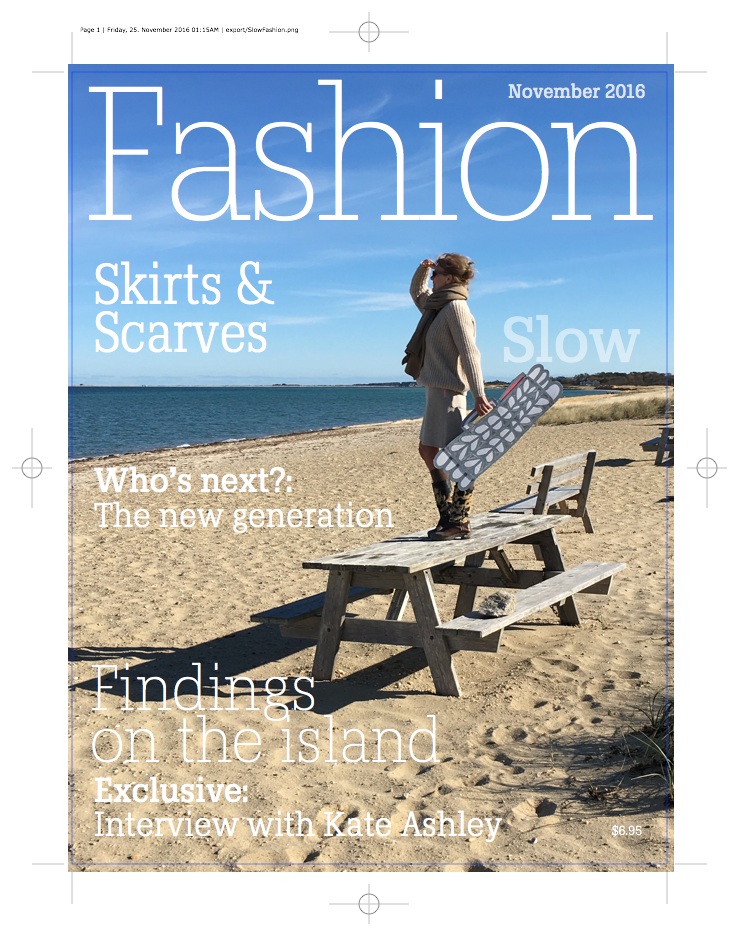 Page 1 | Friday, 25. November 2016 01:15AM | export/SlowFashion.png
November 2016
Fashion
Skirts &
Scarves
Slow
Who's next?:
The new generation
Findings
on the island
Exclusive:
Interview with Kate Ashley
$6.95